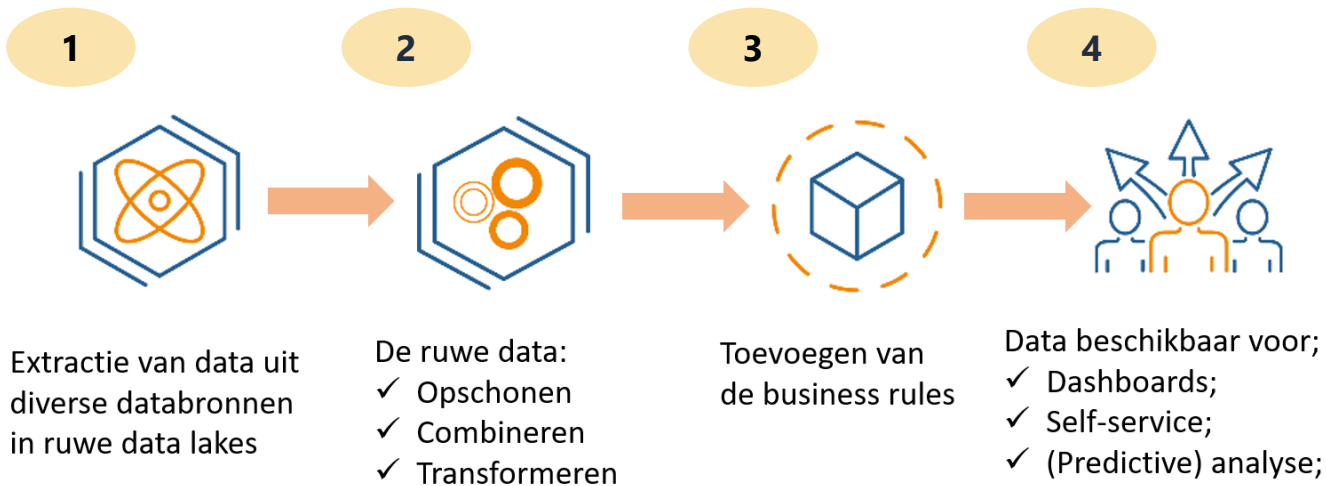 1
2
3
4
Extractie van data uit
diverse databronnen
in ruwe data lakes
De ruwe data:
✓ Opschonen
✓ Combineren
✓ Transformeren
Toevoegen van
de business rules
Data beschikbaar voor;
✓ Dashboards;
✓ Self-service;
✓ (Predictive) analyse;